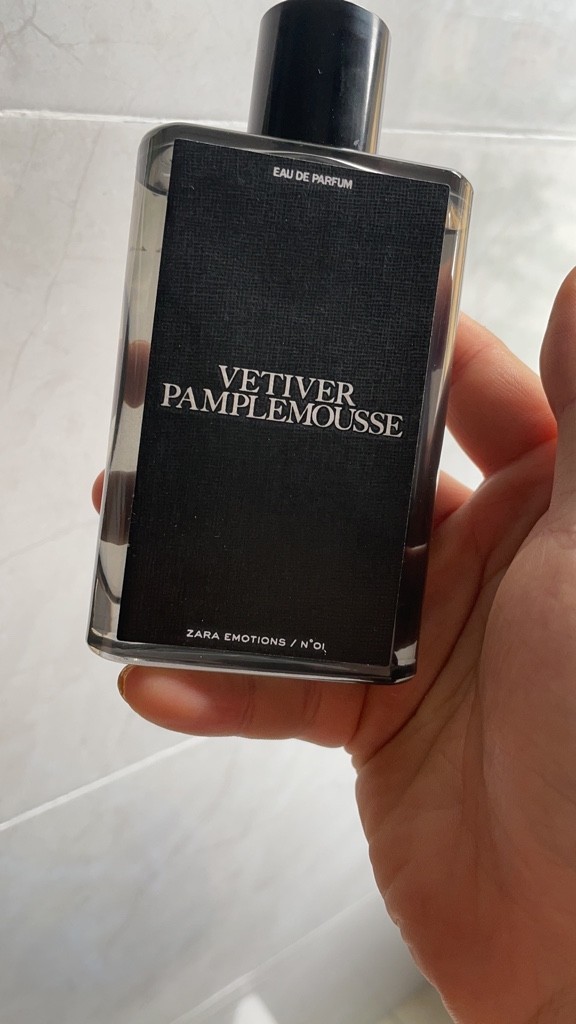 EAU DE PARFUM
VETIVER
PAMPLEMOUSSE
ZARA EMOTIONS / N°01